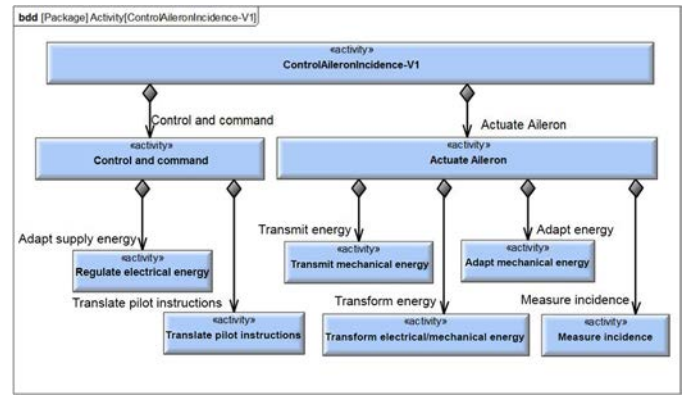 bdd [Package] Activity[ControlAileronIncidence-V1]
«activity»
ControlAileronIncidence-V1
Control and command
Actuate Aileron
«activity»
Control and command
«activity»
Actuate Aileron
Adapt supply energy
Transmit energy
Adapt energy
«activity»
Regulate electrical energy
«activity»
Transmit mechanical energy
«activity»
Adapt mechanical energy
Translate pilot instructions
Transform energy
Measure incidence
«activity»
Translate pilot instructions
«activity»
Transform electrical/mechanical energy
«activity»
Measure incidence